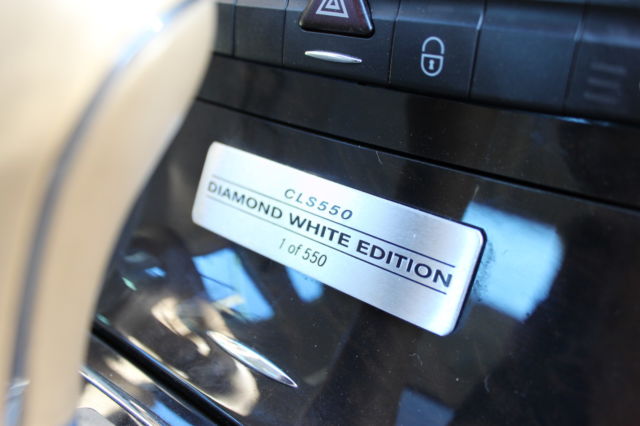 CLS550
DIAMOND WHITE EDITION
1 of 550